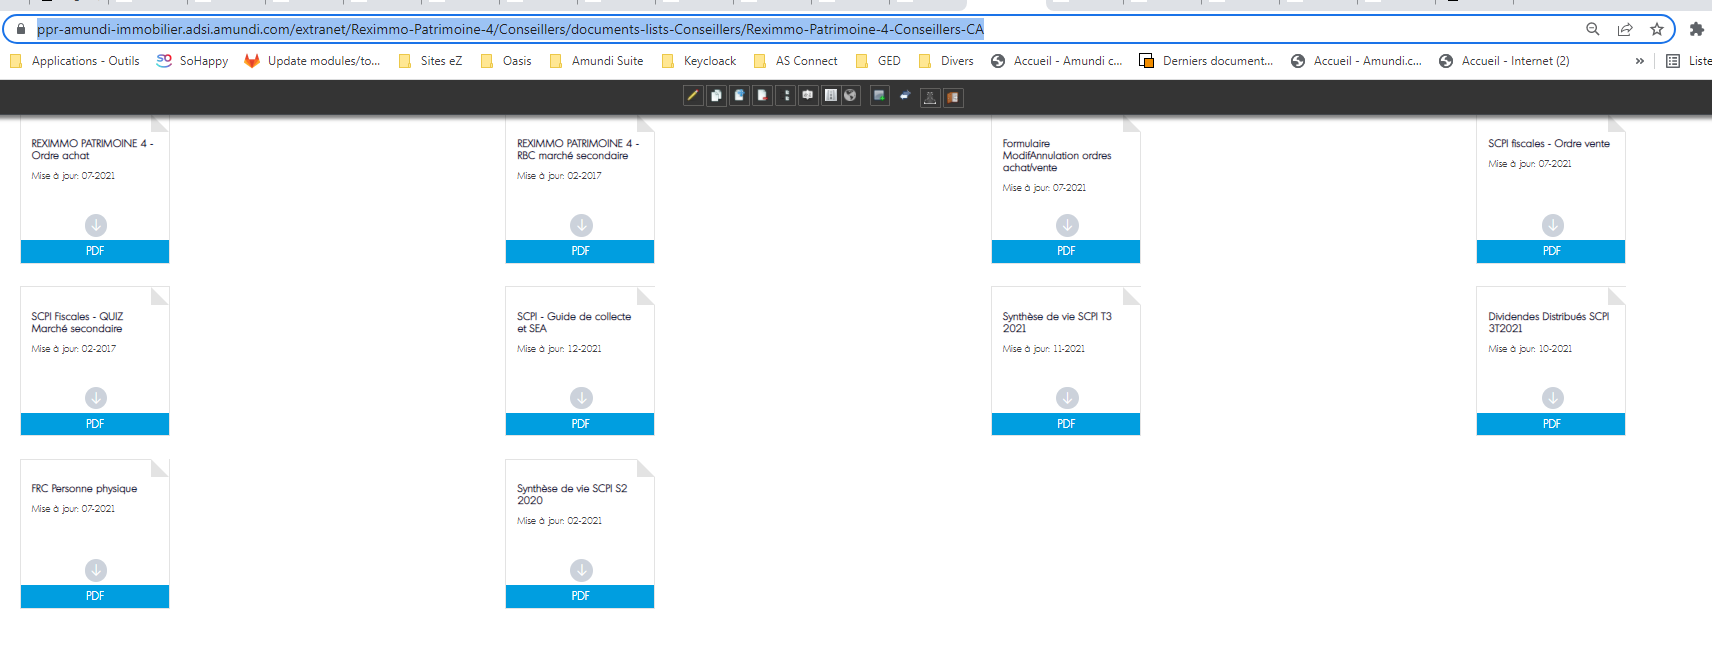 ppr-amundi-immobilier.adsi.amundi.com/extranet/Reximmo-Patrimoine-4/Conseillers/documents-lists-Conseillers/Reximmo-Patrimoine-4-Conseillers-CA
Applications - Outils SoHappy Update modules/to... Sites eZ Oasis Amundi Suite Keycloack AS Connect GED Divers Accueil - Amundi c... Derniers document... Accueil - Amundi.c... Accueil - Internet (2) » Liste
REXIMMO PATRIMOINE 4 -
Ordre achat
Mise à jour: 07-2021
PDF
REXIMMO PATRIMOINE 4 -
RBC marché secondaire
Mise à jour: 02-2017
PDF
Formulaire
ModifAnnulation ordres
achat/vente
Mise à jour: 07-2021
PDF
SCPI fiscales - Ordre vente
Mise à jour: 07-2021
PDF
SCPI Fiscales - QUIZ
Marché secondaire
Mise à jour: 02-2017
PDF
SCPI - Guide de collecte
et SEA
Mise à jour: 12-2021
PDF
Synthèse de vie SCPI T3
2021
Mise à jour: 11-2021
PDF
Dividendes Distribués SCPI
3T2021
Mise à jour: 10-2021
PDF
FRC Personne physique
Mise à jour: 07-2021
PDF
Synthèse de vie SCPI S2
2020
Mise à jour: 02-2021
PDF